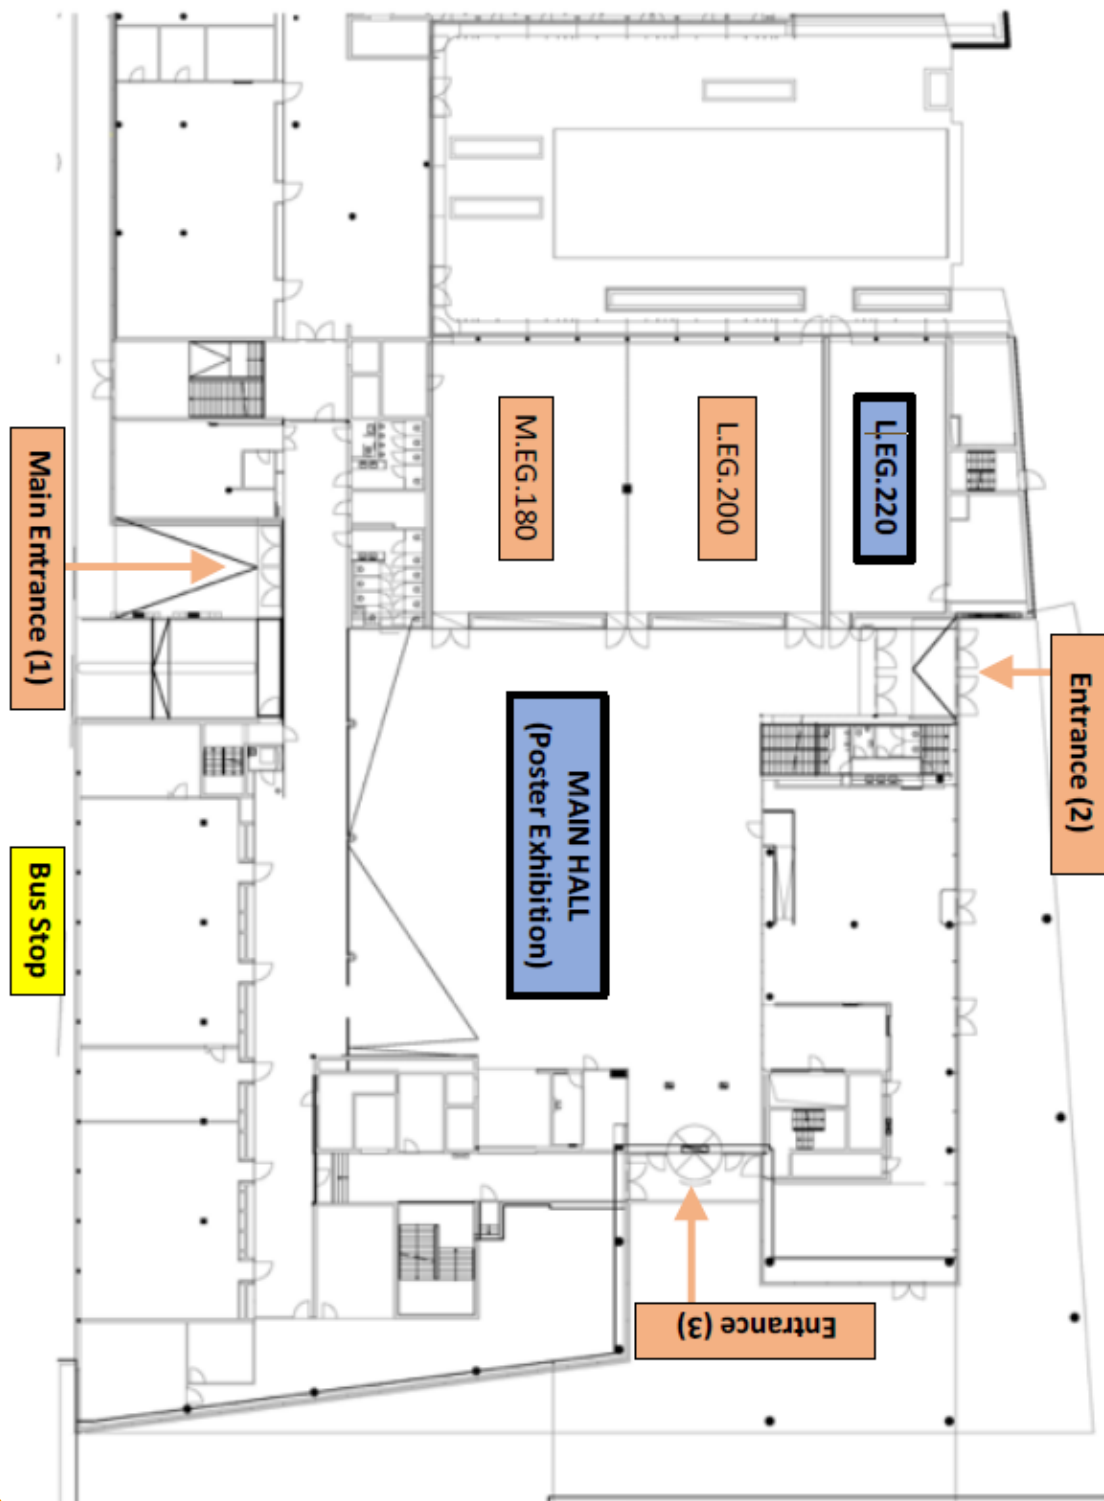 M.EG.180
L.EG.200
L.EG.220
Main Entrance (1)
Entrance (2)
MAIN HALL
(Poster Exhibition)
Bus Stop
Entrance (3)